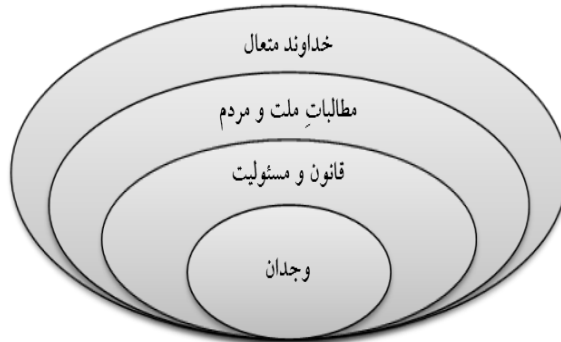 خداوند متعال
مطالباتِ ملت و مردم
قانون و مسئولیت
وجدان